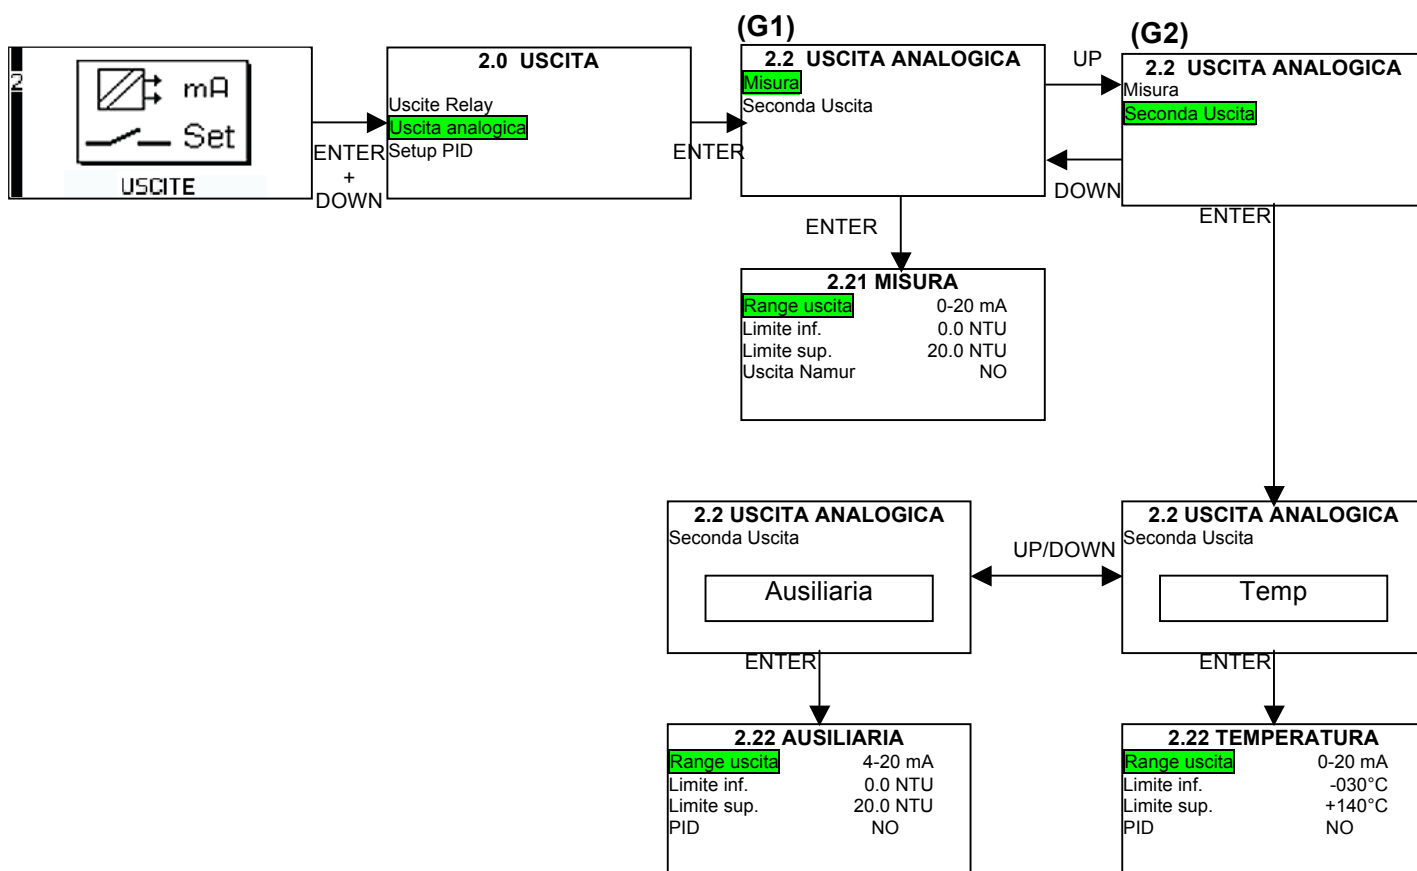 2
mA
Set
USCITE
ENTER
+
DOWN
2.0 USCITA
Uscite Relay
Uscita analogica
Setup PID
ENTER
(G1)
2.2 USCITA ANALOGICA
Misura
Seconda Uscita
UP
DOWN
(G2)
2.2 USCITA ANALOGICA
Misura
Seconda Uscita
ENTER
ENTER
2.21 MISURA
Range uscita 0-20 mA
Limite inf. 0.0 NTU
Limite sup. 20.0 NTU
Uscita Namur NO
2.2 USCITA ANALOGICA
Seconda Uscita
Ausiliaria
UP/DOWN
2.2 USCITA ANALOGICA
Seconda Uscita
Temp
ENTER
ENTER
2.22 AUSILIARIA
Range uscita 4-20 mA
Limite inf. 0.0 NTU
Limite sup. 20.0 NTU
PID NO
2.22 TEMPERATURA
Range uscita 0-20 mA
Limite inf. -030°C
Limite sup. +140°C
PID NO